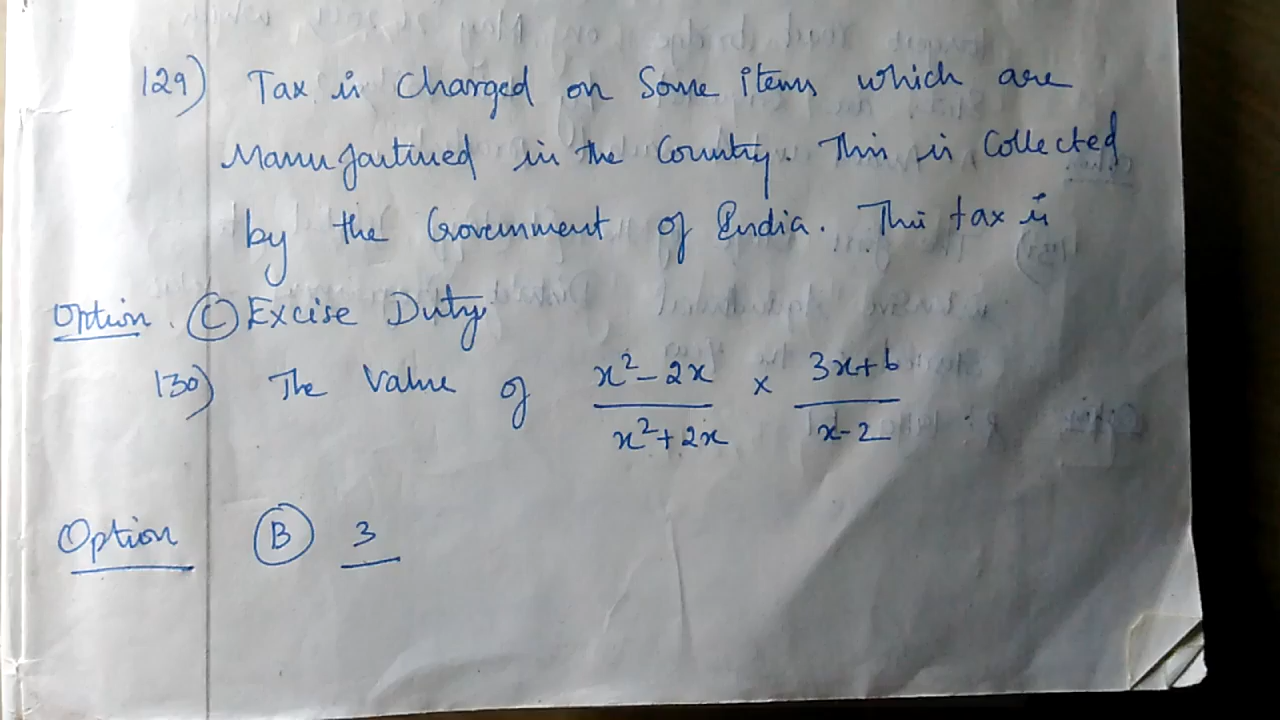 129) Tax is Charged on Some items which are
Manufactured in the Country. This is Collected
by the Government of India. This tax is
Option. (C) Excise Duty
130) The Value of x²-2x / x²+2x × 3x+6 / x-2
Option (B) 3